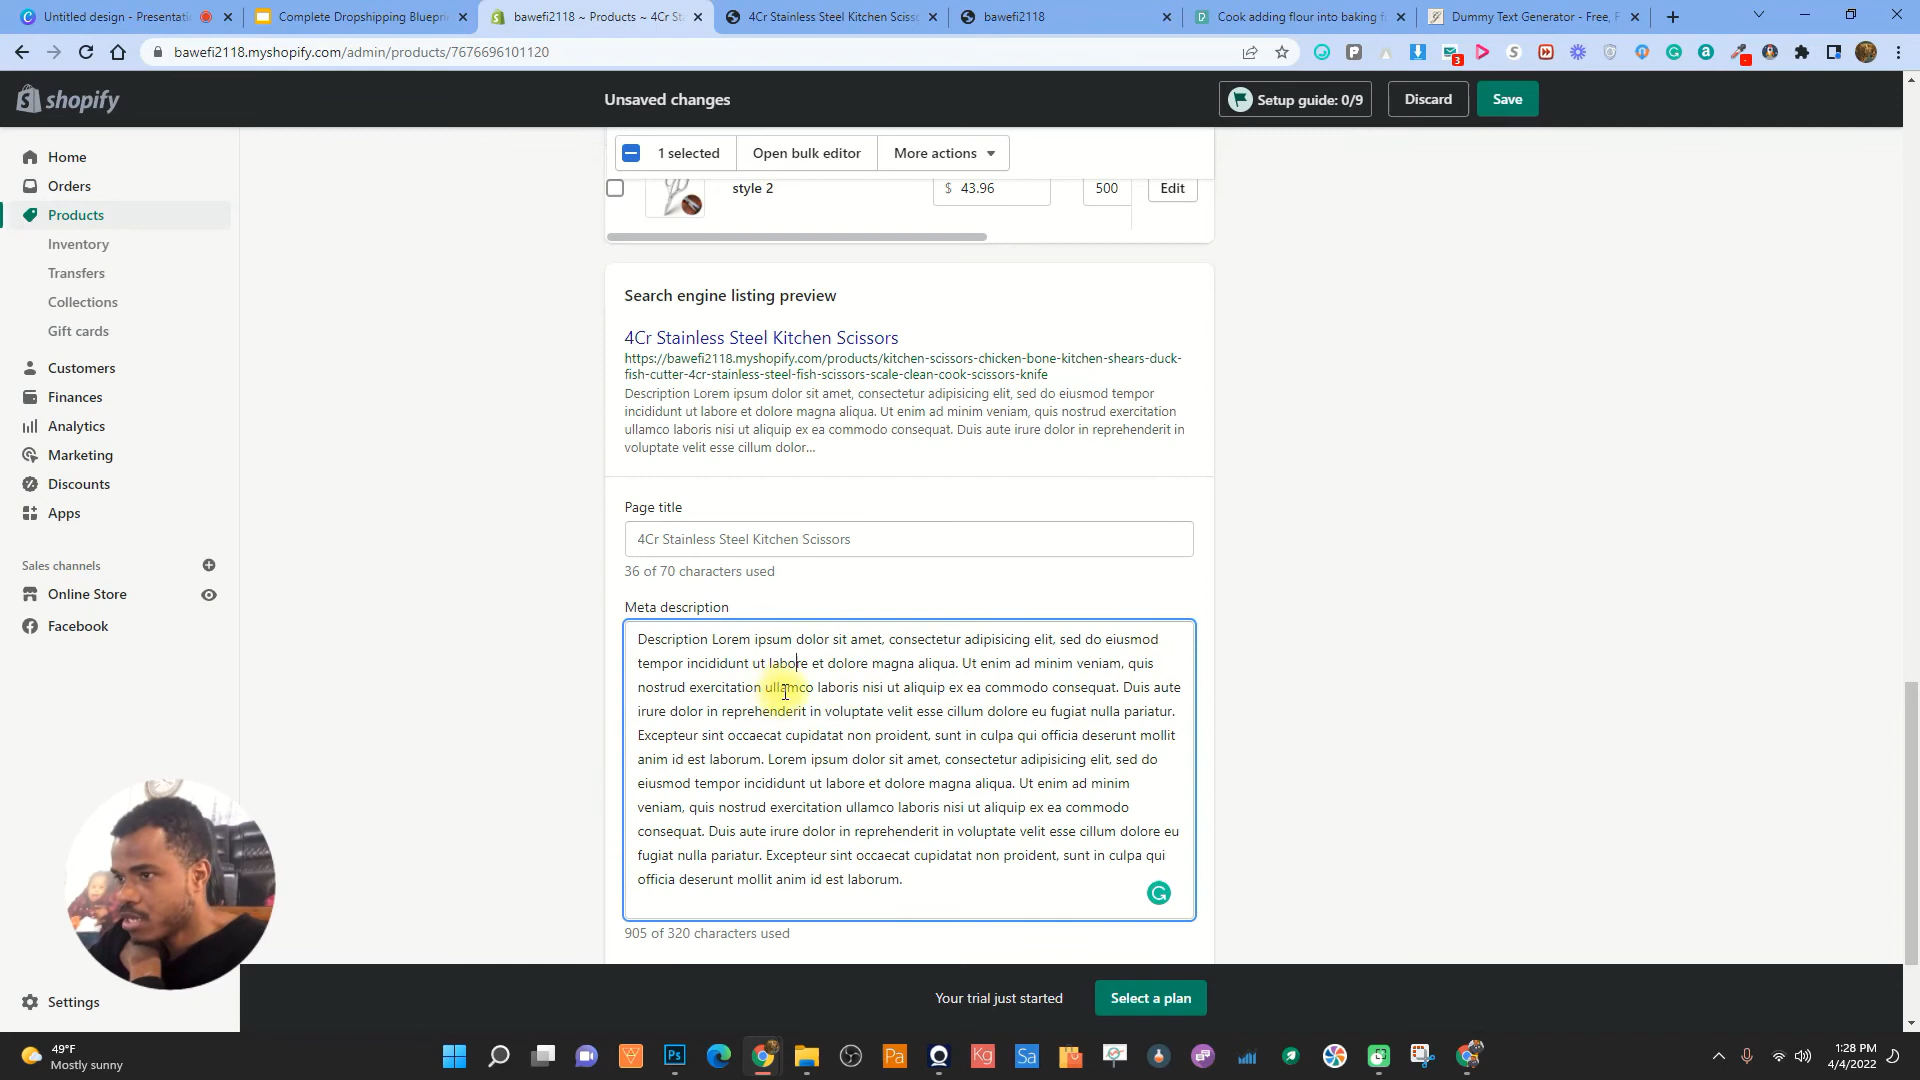 Untitled design - Presentati
Complete Dropshipping Bluepri
bawefi2118 ~ Products ~ 4Cr St
4Cr Stainless Steel Kitchen Scisso
bawefi2118
Cook adding flour into baking f
Dummy Text Generator - Free, F
bawefi2118.myshopify.com/admin/products/7676696101120
shopify
Unsaved changes
Setup guide: 0/9
Discard
Save
Home
Orders
Products
Inventory
Transfers
Collections
Gift cards
Customers
Finances
Analytics
Marketing
Discounts
Apps
Sales channels
Online Store
Facebook
Settings
1 selected
Open bulk editor
More actions
style 2
$ 43.96
500
Edit
Search engine listing preview
4Cr Stainless Steel Kitchen Scissors
https://bawefi2118.myshopify.com/products/kitchen-scissors-chicken-bone-kitchen-shears-duck-
fish-cutter-4cr-stainless-steel-fish-scissors-scale-clean-cook-scissors-knife
Description Lorem ipsum dolor sit amet, consectetur adipisicing elit, sed do eiusmod tempor
incididunt ut labore et dolore magna aliqua. Ut enim ad minim veniam, quis nostrud exercitation
ullamco laboris nisi ut aliquip ex ea commodo consequat. Duis aute irure dolor in reprehenderit in
voluptate velit esse cillum dolor...
Page title
4Cr Stainless Steel Kitchen Scissors
36 of 70 characters used
Meta description
Description Lorem ipsum dolor sit amet, consectetur adipisicing elit, sed do eiusmod
tempor incididunt ut labore et dolore magna aliqua. Ut enim ad minim veniam, quis
nostrud exercitation ullamco laboris nisi ut aliquip ex ea commodo consequat. Duis aute
irure dolor in reprehenderit in voluptate velit esse cillum dolore eu fugiat nulla pariatur.
Excepteur sint occaecat cupidatat non proident, sunt in culpa qui officia deserunt mollit
anim id est laborum. Lorem ipsum dolor sit amet, consectetur adipisicing elit, sed do
eiusmod tempor incididunt ut labore et dolore magna aliqua. Ut enim ad minim
veniam, quis nostrud exercitation ullamco laboris nisi ut aliquip ex ea commodo
consequat. Duis aute irure dolor in reprehenderit in voluptate velit esse cillum dolore eu
fugiat nulla pariatur. Excepteur sint occaecat cupidatat non proident, sunt in culpa qui
officia deserunt mollit anim id est laborum.
905 of 320 characters used
Your trial just started
Select a plan
49°F
Mostly sunny
Ps
Pa
Kg
Sa
1:28 PM
4/4/2022